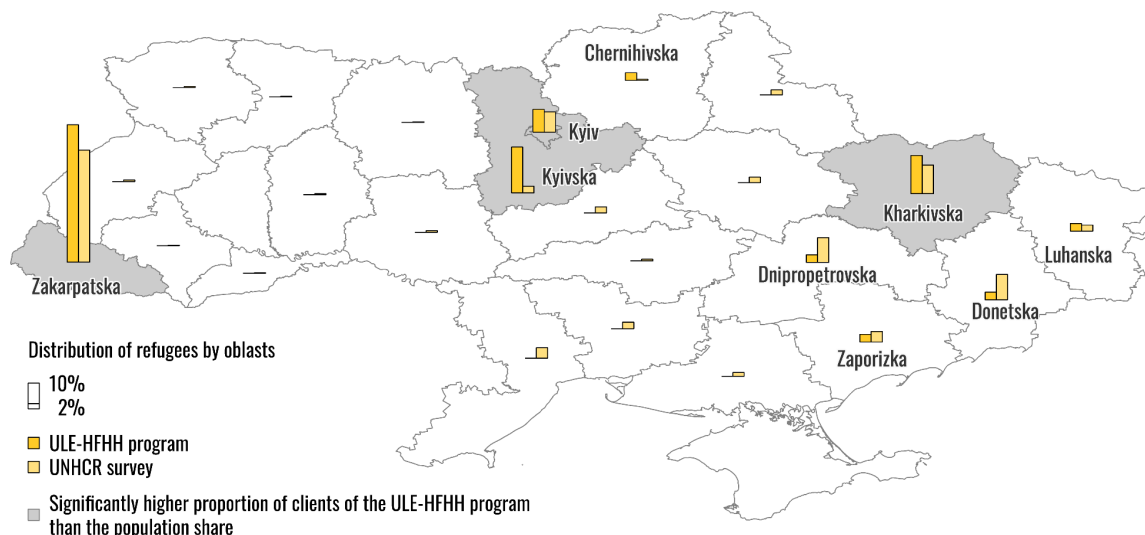 Chernihivska
Kyiv
Kyivska
Kharkivska
Zakarpatska
Luhanska
Dnipropetrovska
Donetska
Zaporizka
Distribution of refugees by oblasts
10%
2%
ULE-HFHH program
UNHCR survey
Significantly higher proportion of clients of the ULE-HFHH program
than the population share